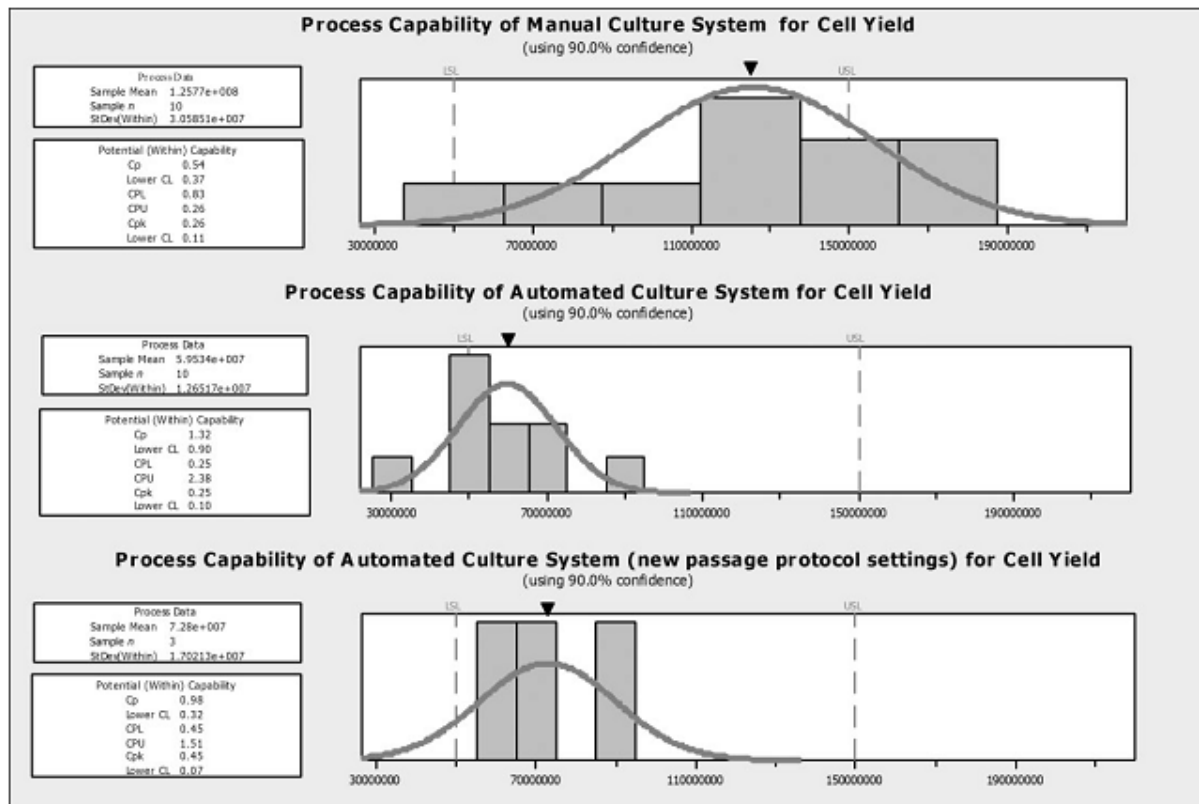 Process Capability of Manual Culture System for Cell Yield
(using 90.0% confidence)
Process Data
Sample Mean 1.2577e+008
Sample n 10
StDev(Within) 3.05851e+007
Potential (Within) Capability
Cp 0.54
Lower CL 0.37
CPL 0.83
CPU 0.26
Cpk 0.26
Lower CL 0.11
LSL USL
30000000 70000000 110000000 150000000 190000000
Process Capability of Automated Culture System for Cell Yield
(using 90.0% confidence)
Process Data
Sample Mean 5.9534e+007
Sample n 10
StDev(Within) 1.26517e+007
Potential (Within) Capability
Cp 1.32
Lower CL 0.90
CPL 0.25
CPU 2.38
Cpk 0.25
Lower CL 0.10
LSL USL
30000000 70000000 110000000 150000000 190000000
Process Capability of Automated Culture System (new passage protocol settings) for Cell Yield
(using 90.0% confidence)
Process Data
Sample Mean 7.28e+007
Sample n 3
StDev(Within) 1.70213e+007
Potential (Within) Capability
Cp 0.98
Lower CL 0.32
CPL 0.45
CPU 1.51
Cpk 0.45
Lower CL 0.07
LSL USL
30000000 70000000 110000000 150000000 190000000